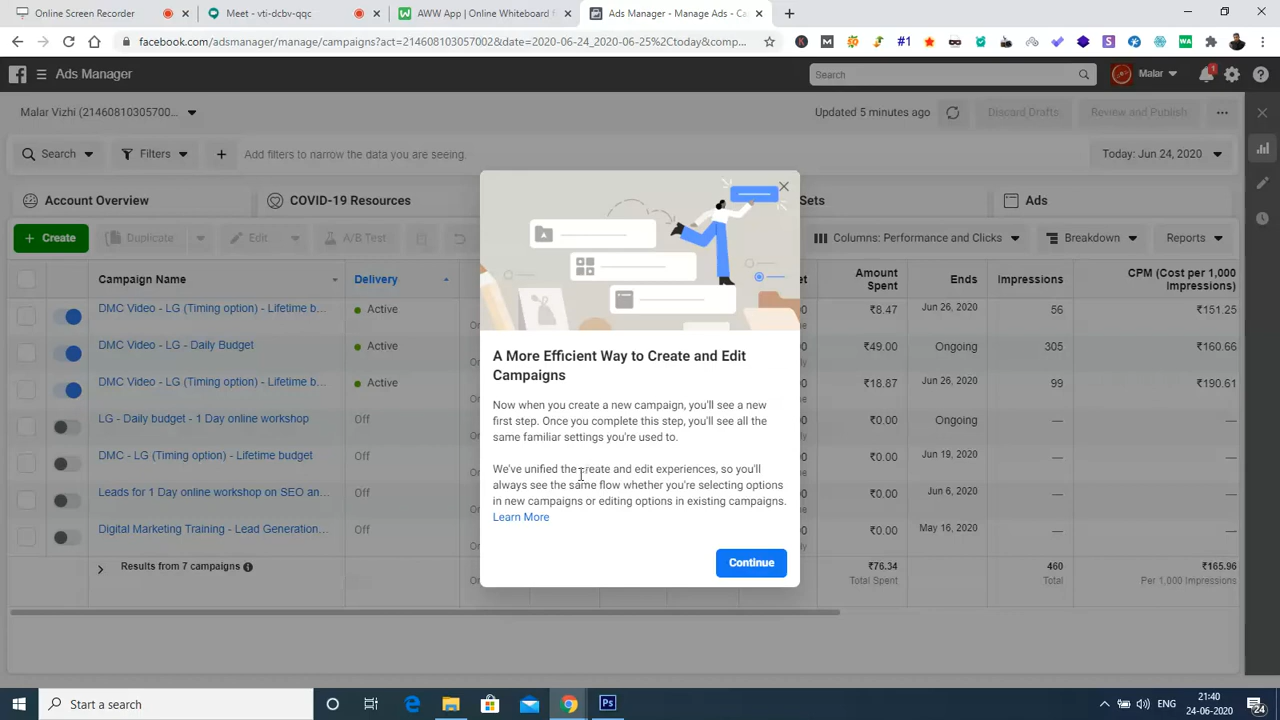 Online Screen Recorder
Meet - vti-dcbv-qqc
AWW App | Online Whiteboard f
Ads Manager - Manage Ads - Ca
facebook.com/adsmanager/manage/campaigns?act=214608103057002&date=2020-06-24_2020-06-25%2Ctoday&comp...
Ads Manager
Search
Malar
1
Malar Vizhi (21460810305700...
Updated 5 minutes ago
Discard Drafts
Review and Publish
Search
Filters
Add filters to narrow the data you are seeing.
Today: Jun 24, 2020
Account Overview
COVID-19 Resources
Sets
Ads
+ Create
Duplicate
Edit
A/B Test
Columns: Performance and Clicks
Breakdown
Reports
Campaign Name
Delivery
et
Amount Spent
Ends
Impressions
CPM (Cost per 1,000 Impressions)
DMC Video - LG (Timing option) - Lifetime b...
Active
₹8.47
Jun 26, 2020
56
₹151.25
DMC Video - LG - Daily Budget
Active
₹49.00
Ongoing
305
₹160.66
DMC Video - LG (Timing option) - Lifetime b...
Active
₹18.87
Jun 26, 2020
99
₹190.61
LG - Daily budget - 1 Day online workshop
Off
₹0.00
Ongoing
—
—
DMC - LG (Timing option) - Lifetime budget
Off
₹0.00
Jun 19, 2020
—
—
Leads for 1 Day online workshop on SEO an...
Off
₹0.00
Jun 6, 2020
—
—
Digital Marketing Training - Lead Generation...
Off
₹0.00
May 16, 2020
—
—
Results from 7 campaigns
₹76.34
Total Spent
460
Total
₹165.96
Per 1,000 Impressions
A More Efficient Way to Create and Edit
Campaigns
Now when you create a new campaign, you'll see a new
first step. Once you complete this step, you'll see all the
same familiar settings you're used to.
We've unified the create and edit experiences, so you'll
always see the same flow whether you're selecting options
in new campaigns or editing options in existing campaigns.
Learn More
Continue
Start a search
ENG
21:40
24-06-2020
24